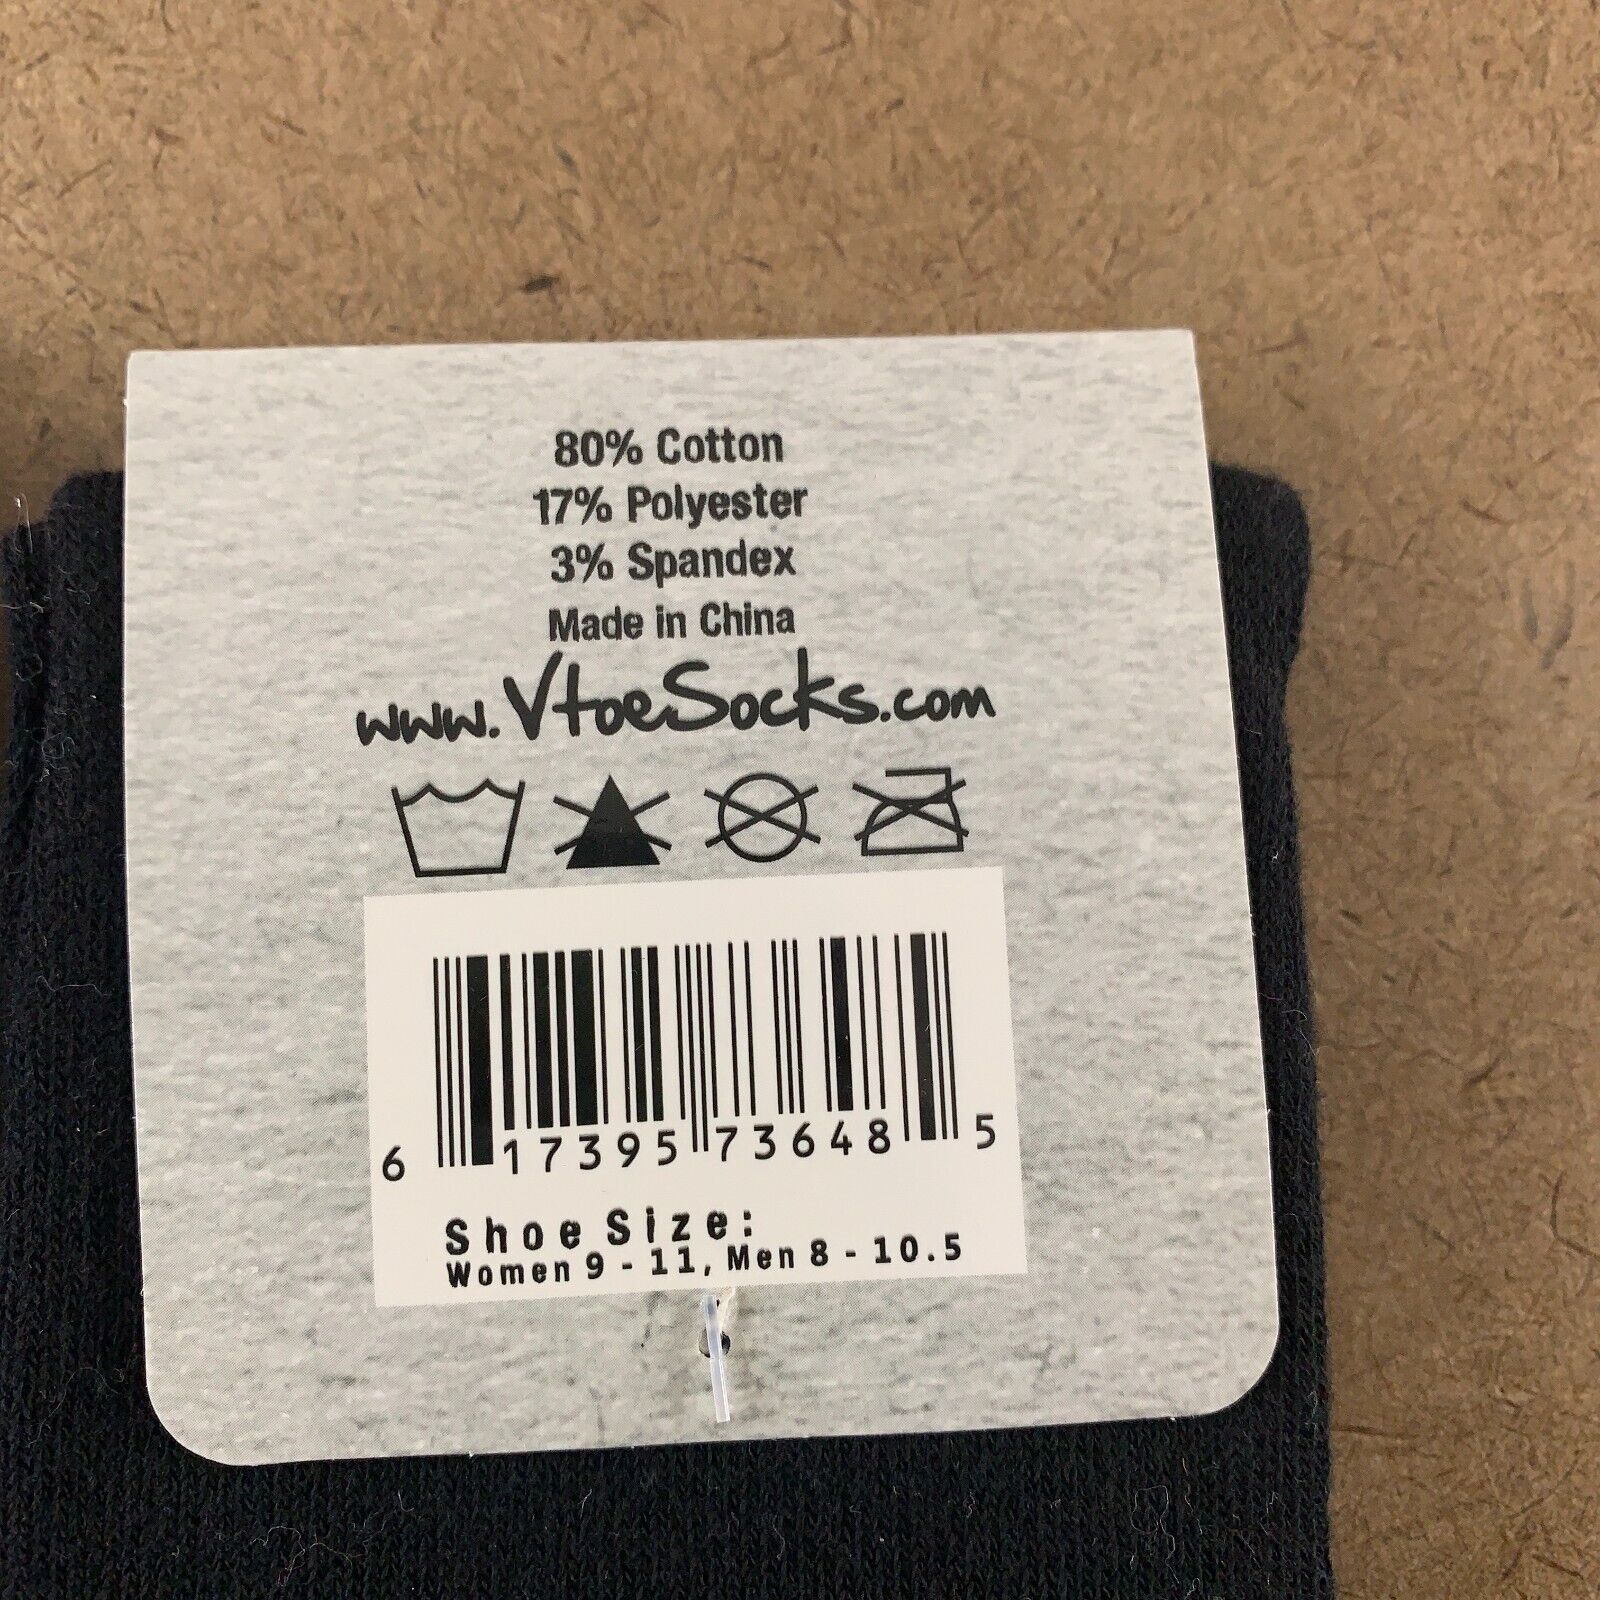 80% Cotton
17% Polyester
3% Spandex
Made in China
www.VtoeSocks.com
6 17395 73648 5
Shoe Size:
Women 9 - 11, Men 8 - 10.5